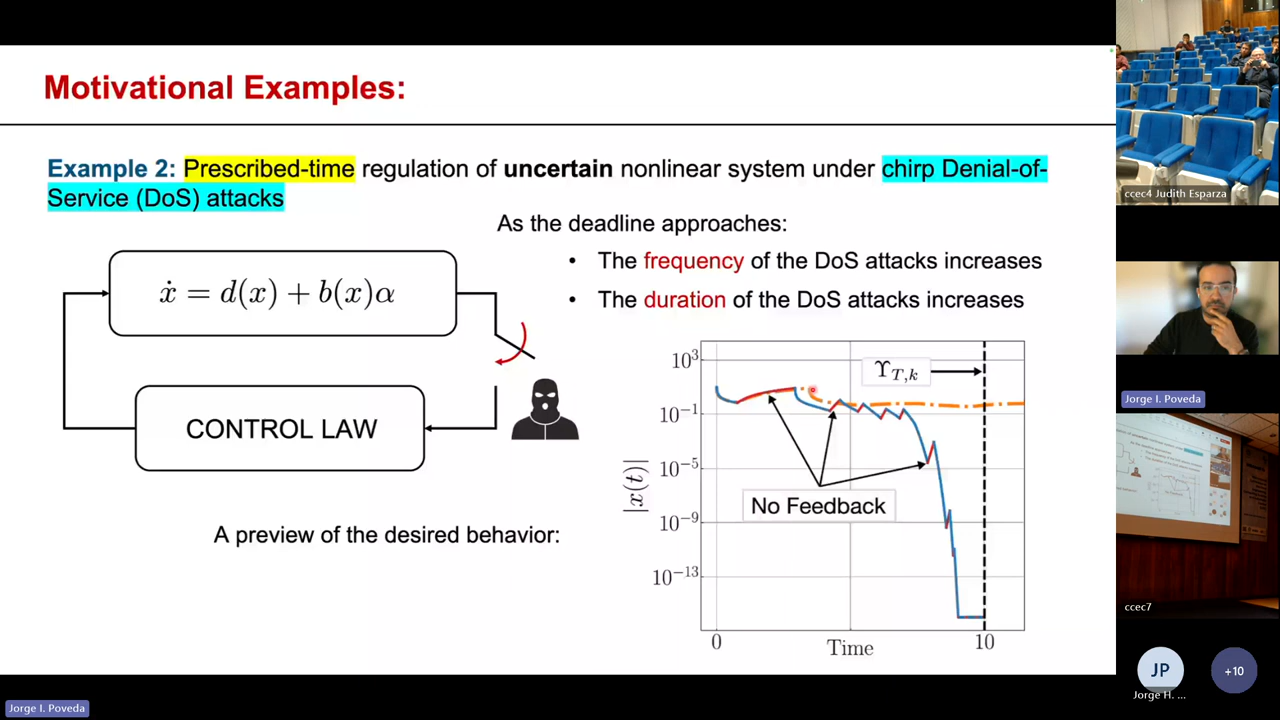 Motivational Examples:
Example 2: Prescribed-time regulation of uncertain nonlinear system under chirp Denial-of-
Service (DoS) attacks
As the deadline approaches:
• The frequency of the DoS attacks increases
• The duration of the DoS attacks increases
ẋ = d(x) + b(x)α
CONTROL LAW
A preview of the desired behavior:
10³
10⁻¹
10⁻⁵
10⁻⁹
10⁻¹³
|x(t)|
ϒ_{T,k}
No Feedback
0
10
Time
ccec4 Judith Esparza
Jorge I. Poveda
ccec7
JP
Jorge H. ...
+10
Jorge I. Poveda